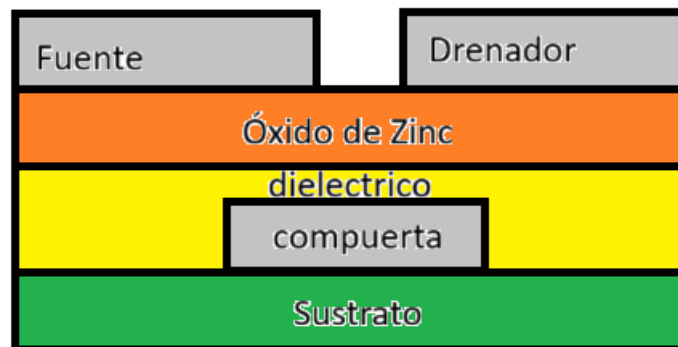 Fuente
Drenador
Óxido de Zinc
dielectrico
compuerta
Sustrato